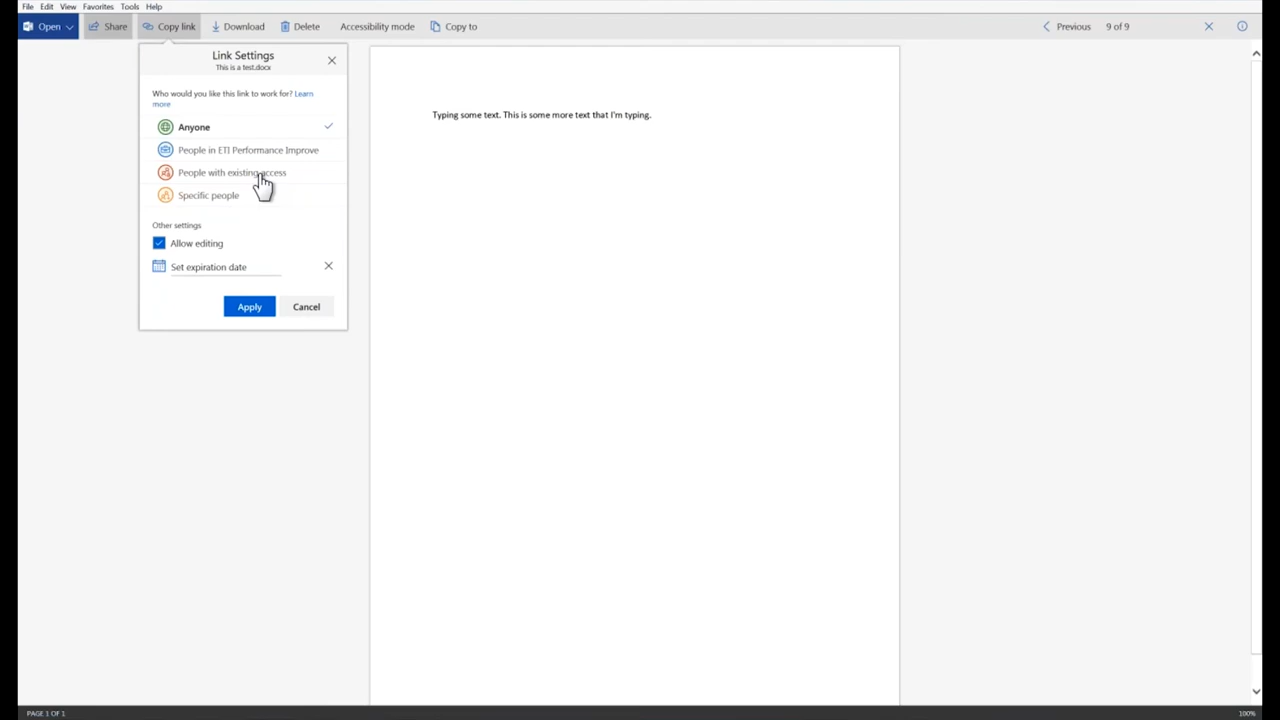 File Edit View Favorites Tools Help
Open Share Copy link Download Delete Accessibility mode Copy to Previous 9 of 9
Link Settings
This is a test.docx
Who would you like this link to work for? Learn
more
Anyone
People in ETI Performance Improve
People with existing access
Specific people
Other settings
Allow editing
Set expiration date
Apply Cancel
Typing some text. This is some more text that I'm typing.
PAGE 1 OF 1 100%